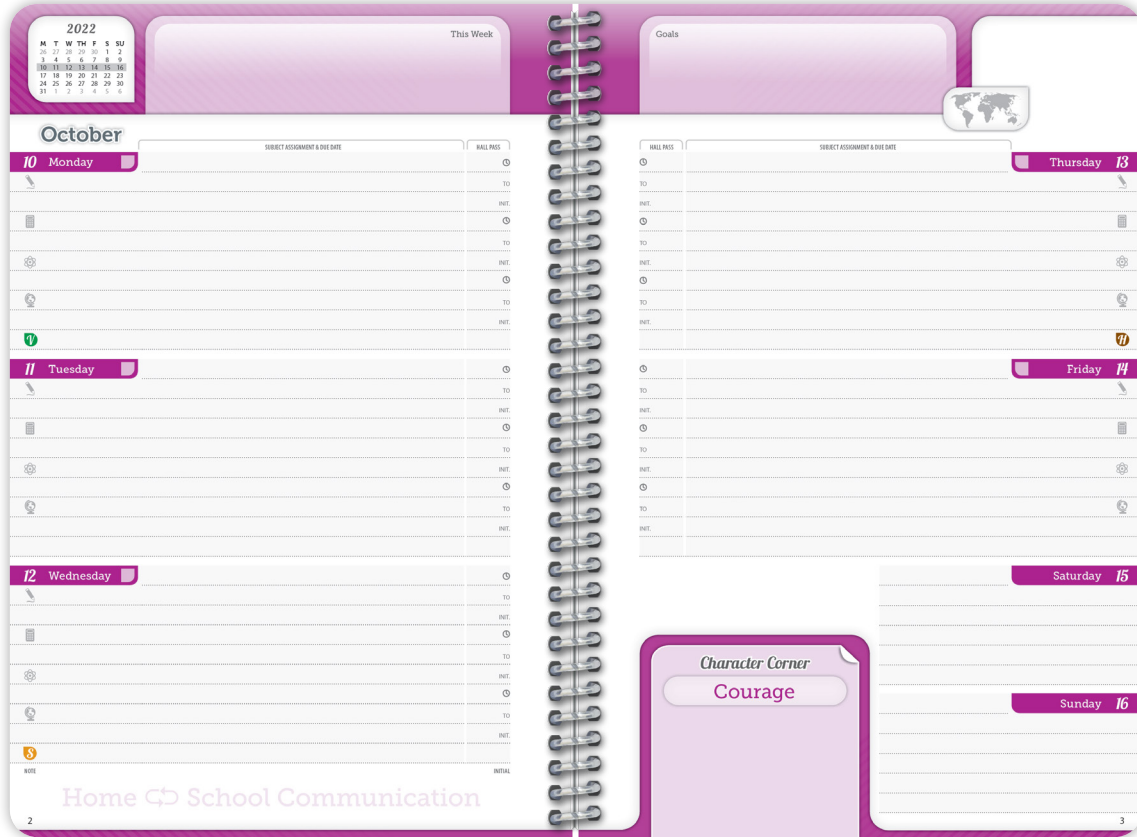 2022
M T W TH F S SU
26 27 28 29 30 1 2
3 4 5 6 7 8 9
10 11 12 13 14 15 16
17 18 19 20 21 22 23
24 25 26 27 28 29 30
31 1 2 3 4 5 6
This Week
October
SUBJECT ASSIGNMENT & DUE DATE HALL PASS
10 Monday
TO
INIT.
TO
INIT.
TO
INIT.
V
11 Tuesday
TO
INIT.
TO
INIT.
TO
INIT.
12 Wednesday
TO
INIT.
TO
INIT.
TO
INIT.
S
NOTE INITIAL
Home School Communication
2
Goals
HALL PASS SUBJECT ASSIGNMENT & DUE DATE
Thursday 13
TO
INIT.
TO
INIT.
TO
INIT.
H
Friday 14
TO
INIT.
TO
INIT.
TO
INIT.
Saturday 15
Character Corner
Courage
Sunday 16
3